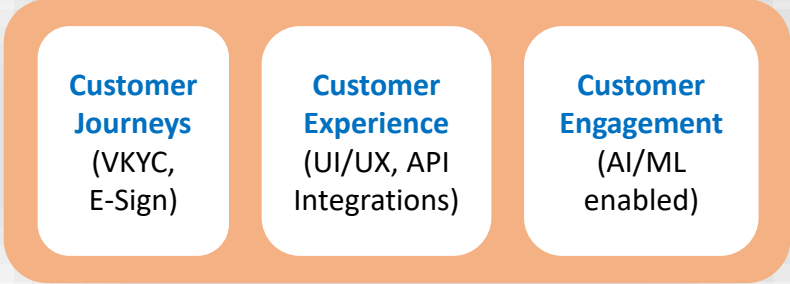 Customer
Journeys
(VKYC,
E-Sign)
Customer
Experience
(UI/UX, API
Integrations)
Customer
Engagement
(AI/ML
enabled)